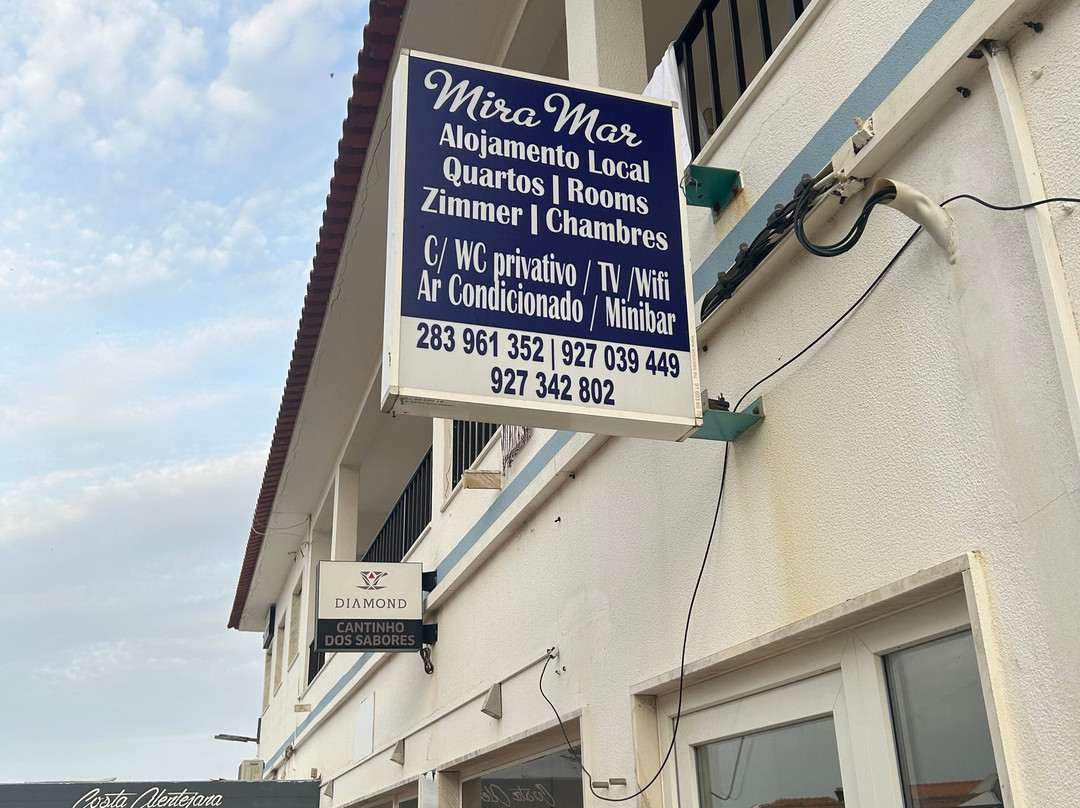 Mira Mar
Alojamento Local
Quartos | Rooms
Zimmer | Chambres
C/ WC privativo / TV /Wifi
Ar Condicionado / Minibar
283 961 352 | 927 039 449
927 342 802
DIAMOND
CANTINHO
DOS SABORES
Costa Alentejana